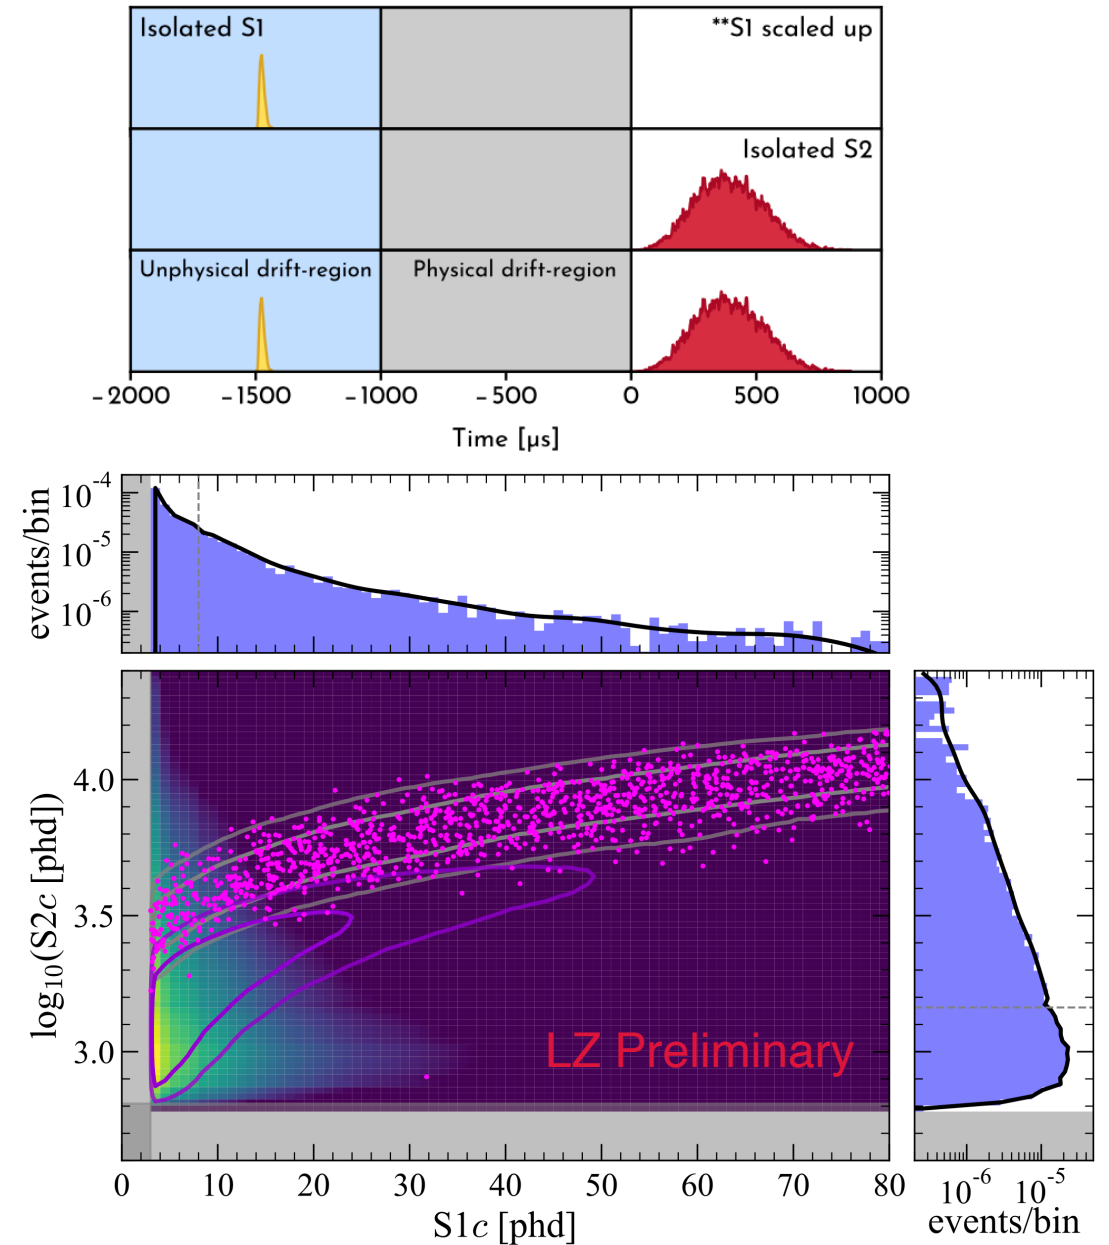 Isolated S1
**S1 scaled up
Isolated S2
Unphysical drift-region
Physical drift-region
−2000 −1500 −1000 −500 0 500 1000
Time [µs]
events/bin
10⁻⁴
10⁻⁵
10⁻⁶
log₁₀(S2c [phd])
4.0
3.5
3.0
LZ Preliminary
0 10 20 30 40 50 60 70 80
S1c [phd]
10⁻⁶ 10⁻⁵
events/bin